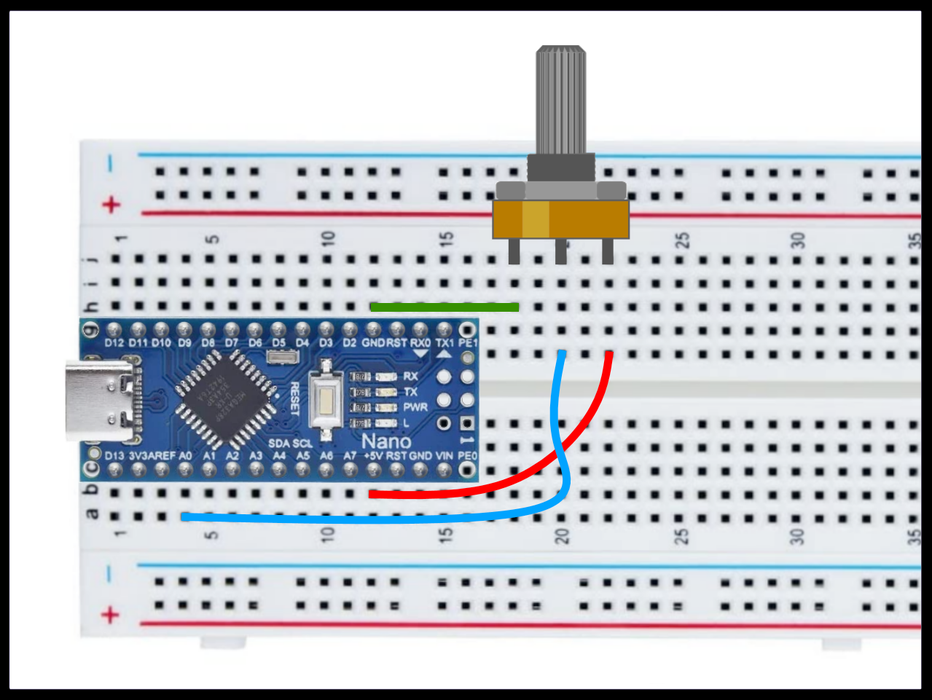 −
+
1 5 10 15 25 30 35
j
i
h
g
D12 D11 D10 D9 D8 D7 D6 D5 D4 D3 D2 GND RST RX0 TX1 PE1
RESET
RX
TX
PWR
L
Nano
1
SDA SCL
D13 3V3 AREF A0 A1 A2 A3 A4 A5 A6 A7 +5V RST GND VIN PE0
c
b
a
1 5 10 15 20 25 30 35
−
+